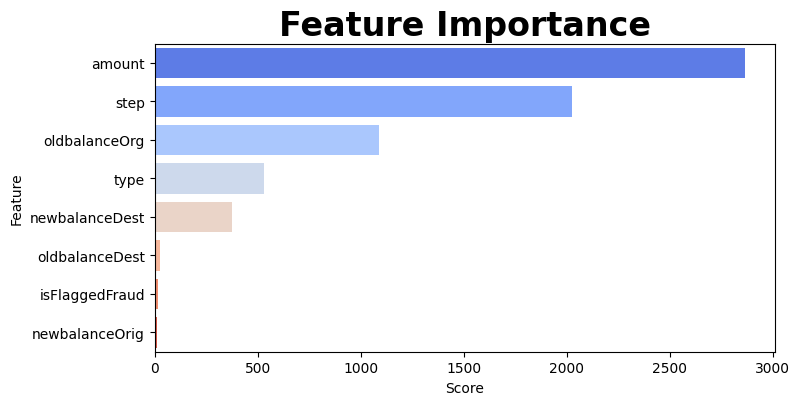 Feature Importance
amount
step
oldbalanceOrg
type
newbalanceDest
oldbalanceDest
isFlaggedFraud
newbalanceOrig
Feature
0 500 1000 1500 2000 2500 3000
Score